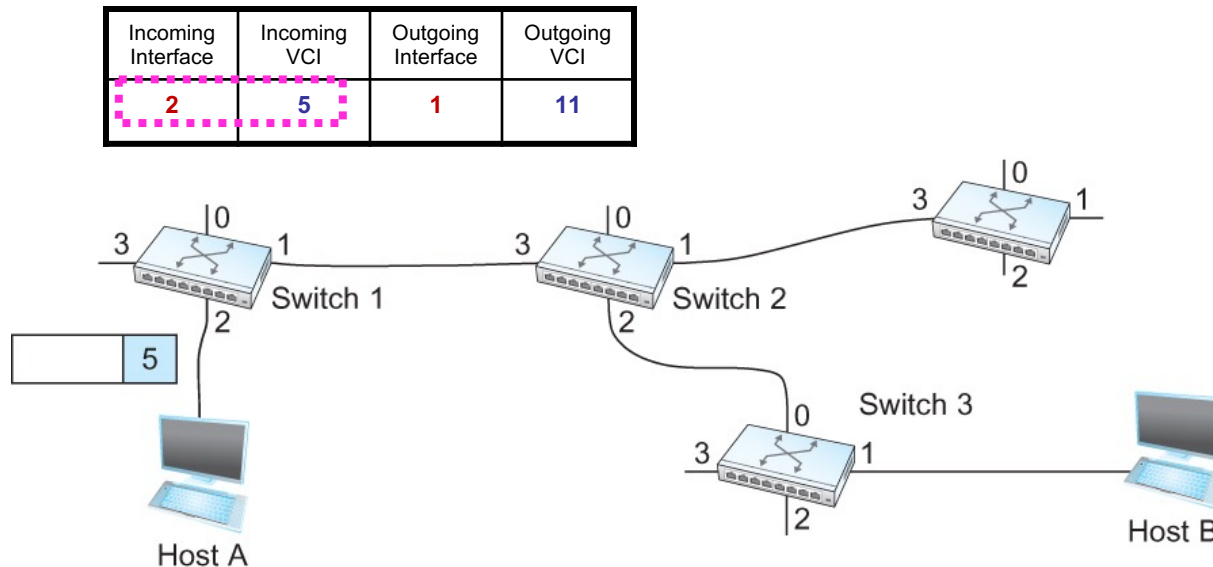 Incoming Interface
Incoming VCI
Outgoing Interface
Outgoing VCI
2
5
1
11
0
3
1
2
Switch 1
0
3
1
2
Switch 2
0
3
1
2
5
Switch 3
0
3
1
2
Host A
Host B